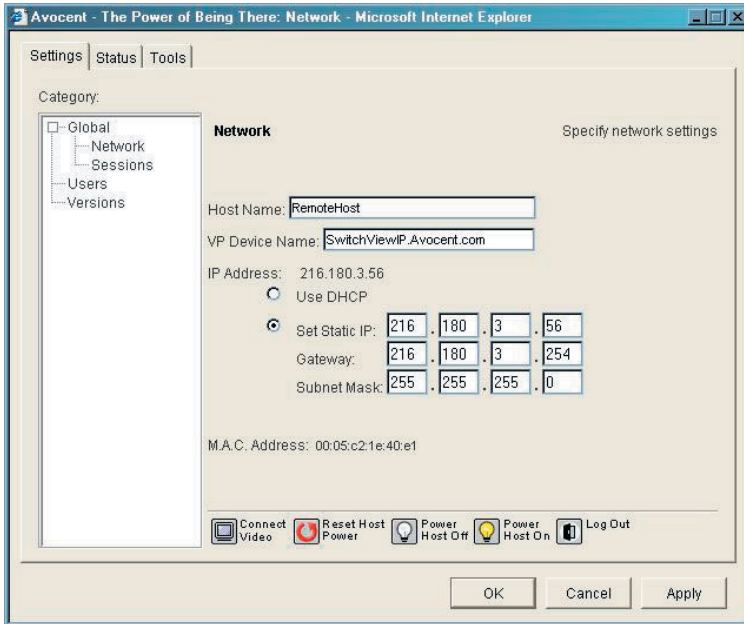 Avocent - The Power of Being There: Network - Microsoft Internet Explorer
Settings Status Tools
Category:
Global
Network
Sessions
Users
Versions
Network Specify network settings
Host Name: RemoteHost
VP Device Name: SwitchViewIP.Avocent.com
IP Address: 216.180.3.56
Use DHCP
Set Static IP: 216 . 180 . 3 . 56
Gateway: 216 . 180 . 3 . 254
Subnet Mask: 255 . 255 . 255 . 0
M.A.C. Address: 00:05:c2:1e:40:e1
Connect Video
Reset Host Power
Power Host Off
Power Host On
Log Out
OK Cancel Apply